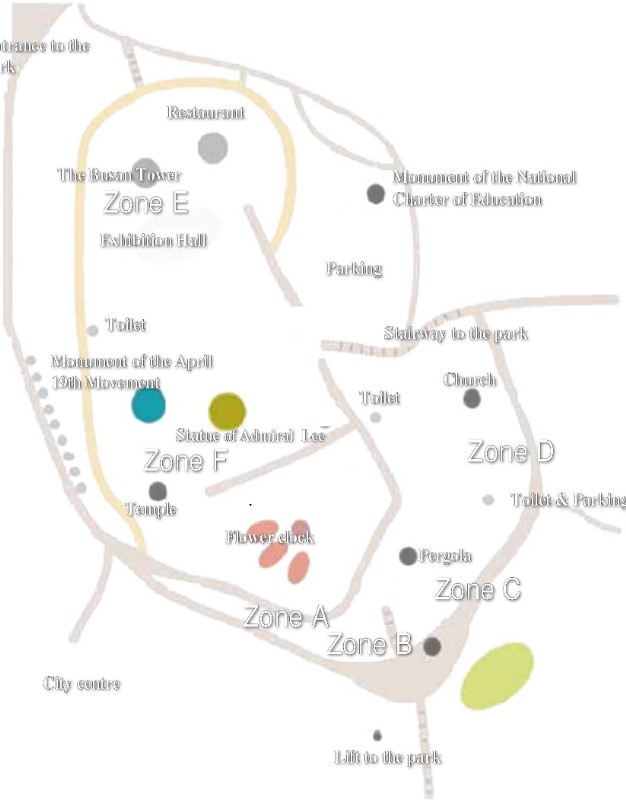 ntrance to the
rk
Restaurant
The Busan Tower
Monument of the National
Charter of Education
Zone E
Exhibition Hall
Parking
Toilet
Stairway to the park
Monument of the April
19th Movement
Church
Toilet
Statue of Admiral Lee
Zone F
Zone D
Temple
Toilet & Parking
Flower clock
Pergola
Zone C
Zone A
Zone B
City centre
Lift to the park